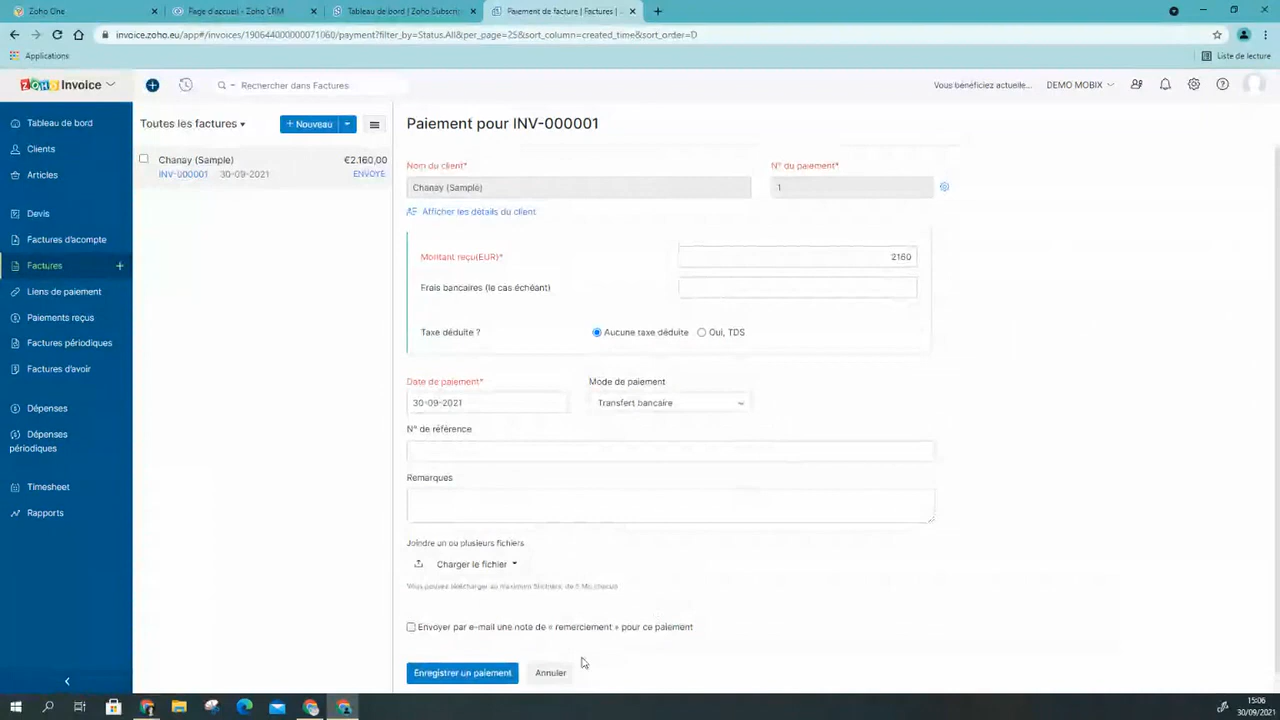 Zoho One
Page d'accueil - Zoho CRM
Tableau de bord | Zoho Subscrip
Paiement de facture | Factures |
invoice.zoho.eu/app#/invoices/190644000000071060/payment?filter_by=Status.All&per_page=25&sort_column=created_time&sort_order=D
Applications
Liste de lecture
ZOHO Invoice
Rechercher dans Factures
Vous bénéficiez actuelle...
DEMO MOBIX
Tableau de bord
Clients
Articles
Devis
Factures d'acompte
Factures
Liens de paiement
Paiements reçus
Factures périodiques
Factures d'avoir
Dépenses
Dépenses
périodiques
Timesheet
Rapports
Toutes les factures
+ Nouveau
Chanay (Sample)
€2.160,00
INV-000001
30-09-2021
ENVOYÉ
Paiement pour INV-000001
Nom du client*
N° du paiement*
Chanay (Sample)
1
Afficher les détails du client
Montant reçu(EUR)*
2160
Frais bancaires (le cas échéant)
Taxe déduite ?
Aucune taxe déduite
Oui, TDS
Date de paiement*
Mode de paiement
30-09-2021
Transfert bancaire
N° de référence
Remarques
Joindre un ou plusieurs fichiers
Charger le fichier
Vous pouvez télécharger au maximum 5 fichiers, de 5 Mo chacun
Envoyer par e-mail une note de « remerciement » pour ce paiement
Enregistrer un paiement
Annuler
15:06
30/09/2021